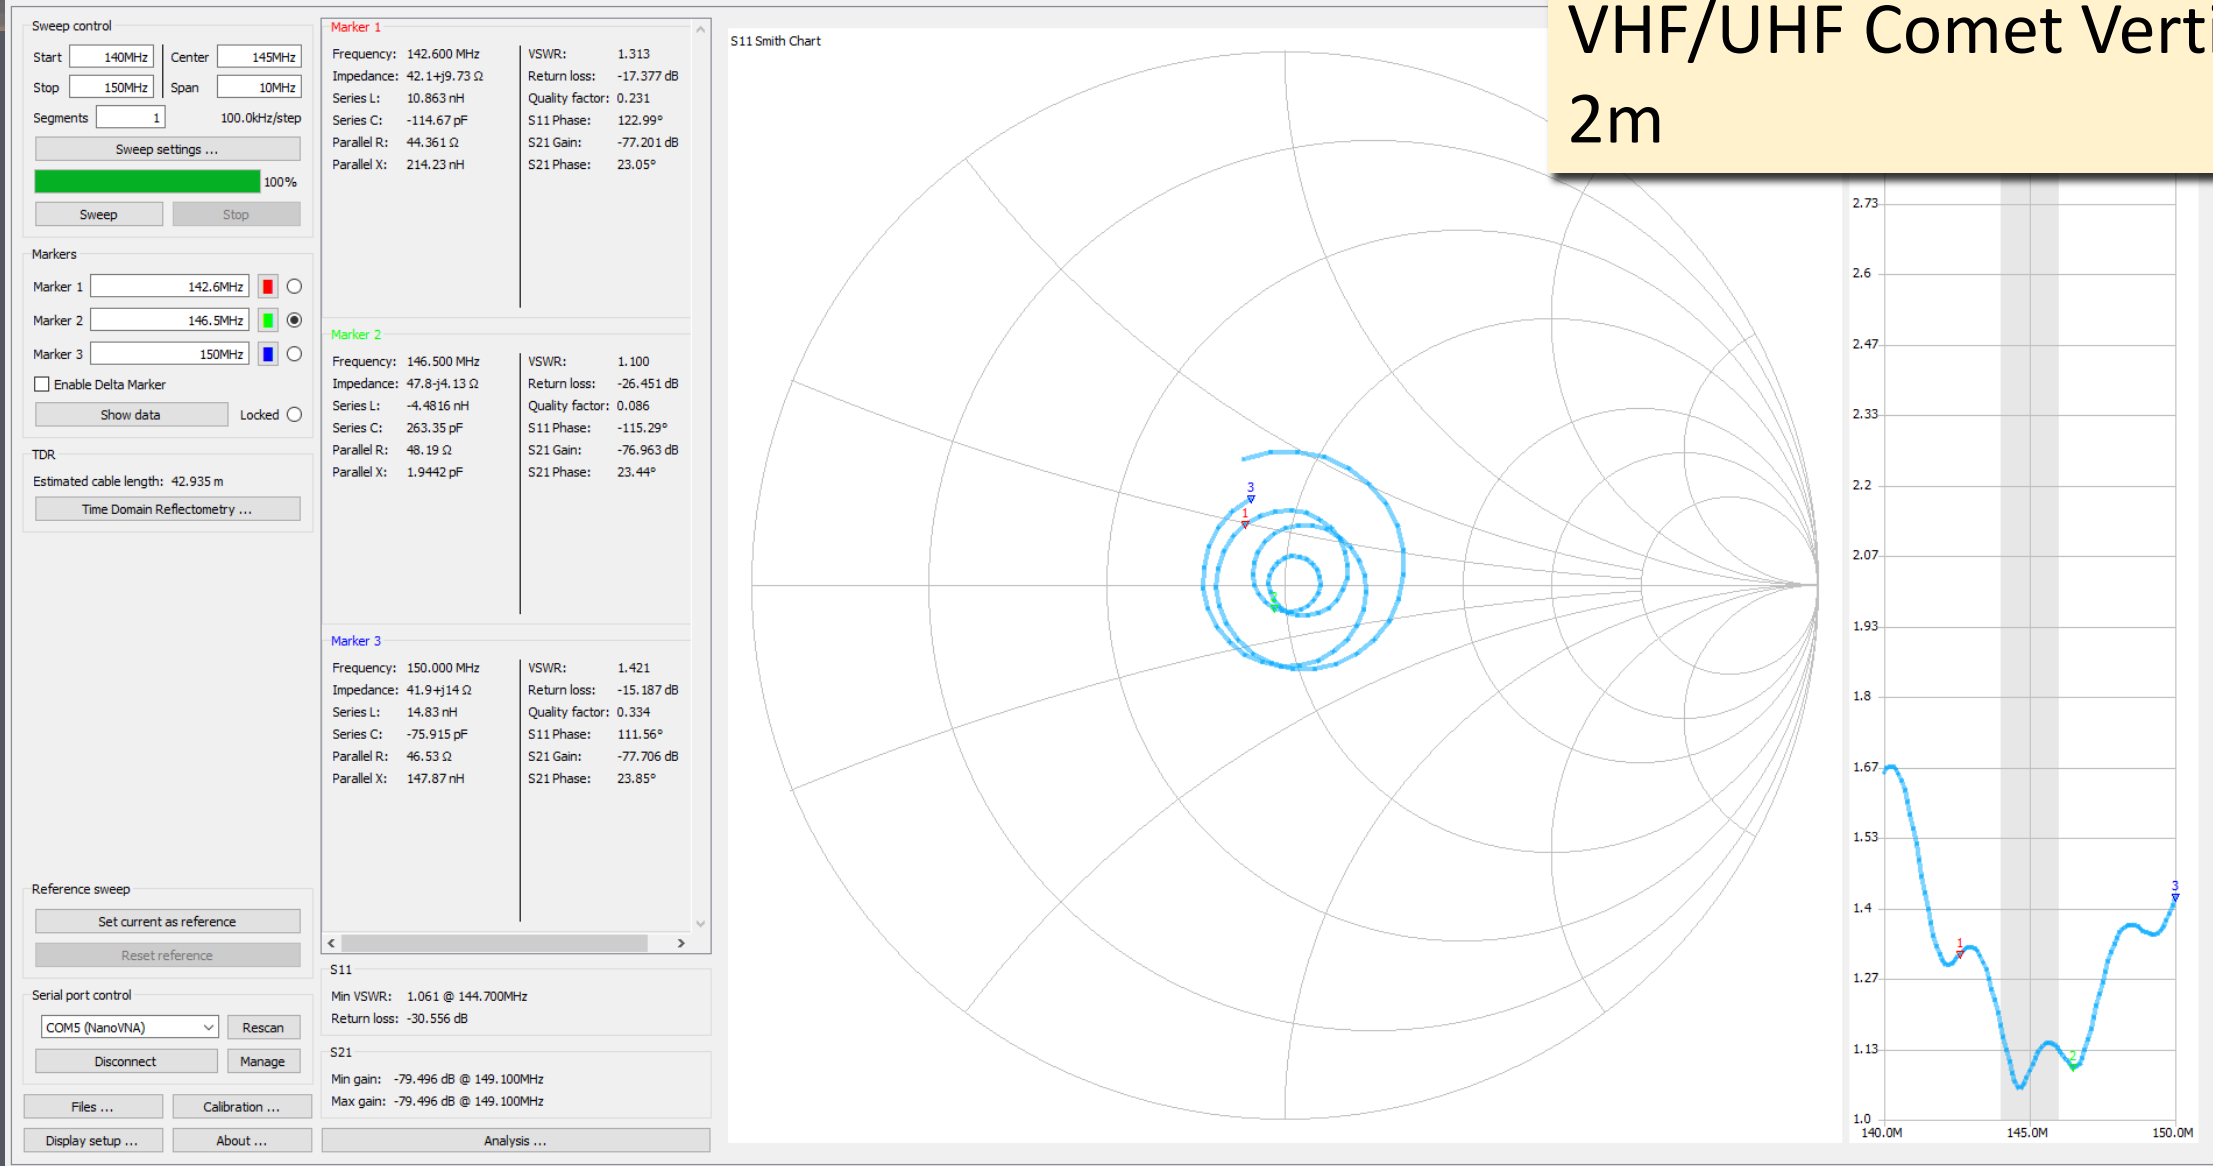 VHF/UHF Comet
2m
Sweep control
Start 140MHz Center 145MHz
Stop 150MHz Span 10MHz
Segments 1 100.0kHz/step
Sweep settings ...
100%
Sweep Stop
Markers
Marker 1 142.6MHz
Marker 2 146.5MHz
Marker 3 150MHz
Enable Delta Marker
Show data Locked
TDR
Estimated cable length: 42.935 m
Time Domain Reflectometry ...
Reference sweep
Set current as reference
Reset reference
Serial port control
COM5 (NanoVNA) Rescan
Disconnect Manage
Files ... Calibration ...
Display setup ... About ...
Marker 1
Frequency: 142.600 MHz VSWR: 1.313
Impedance: 42.1+j9.73 Ω Return loss: -17.377 dB
Series L: 10.863 nH Quality factor: 0.231
Series C: -114.67 pF S11 Phase: 122.99°
Parallel R: 44.361 Ω S21 Gain: -77.201 dB
Parallel X: 214.23 nH S21 Phase: 23.05°
Marker 2
Frequency: 146.500 MHz VSWR: 1.100
Impedance: 47.8-j4.13 Ω Return loss: -26.451 dB
Series L: -4.4816 nH Quality factor: 0.086
Series C: 263.35 pF S11 Phase: -115.29°
Parallel R: 48.19 Ω S21 Gain: -76.963 dB
Parallel X: 1.9442 pF S21 Phase: 23.44°
Marker 3
Frequency: 150.000 MHz VSWR: 1.421
Impedance: 41.9+j14 Ω Return loss: -15.187 dB
Series L: 14.83 nH Quality factor: 0.334
Series C: -75.915 pF S11 Phase: 111.56°
Parallel R: 46.53 Ω S21 Gain: -77.706 dB
Parallel X: 147.87 nH S21 Phase: 23.85°
S11
Min VSWR: 1.061 @ 144.700MHz
Return loss: -30.556 dB
S21
Min gain: -79.496 dB @ 149.100MHz
Max gain: -79.496 dB @ 149.100MHz
Analysis ...
S11 Smith Chart
3
1
2
2.73
2.6
2.47
2.33
2.2
2.07
1.93
1.8
1.67
1.53
1.4
1.27
1.13
1.0
3
1
2
140.0M 145.0M 150.0M